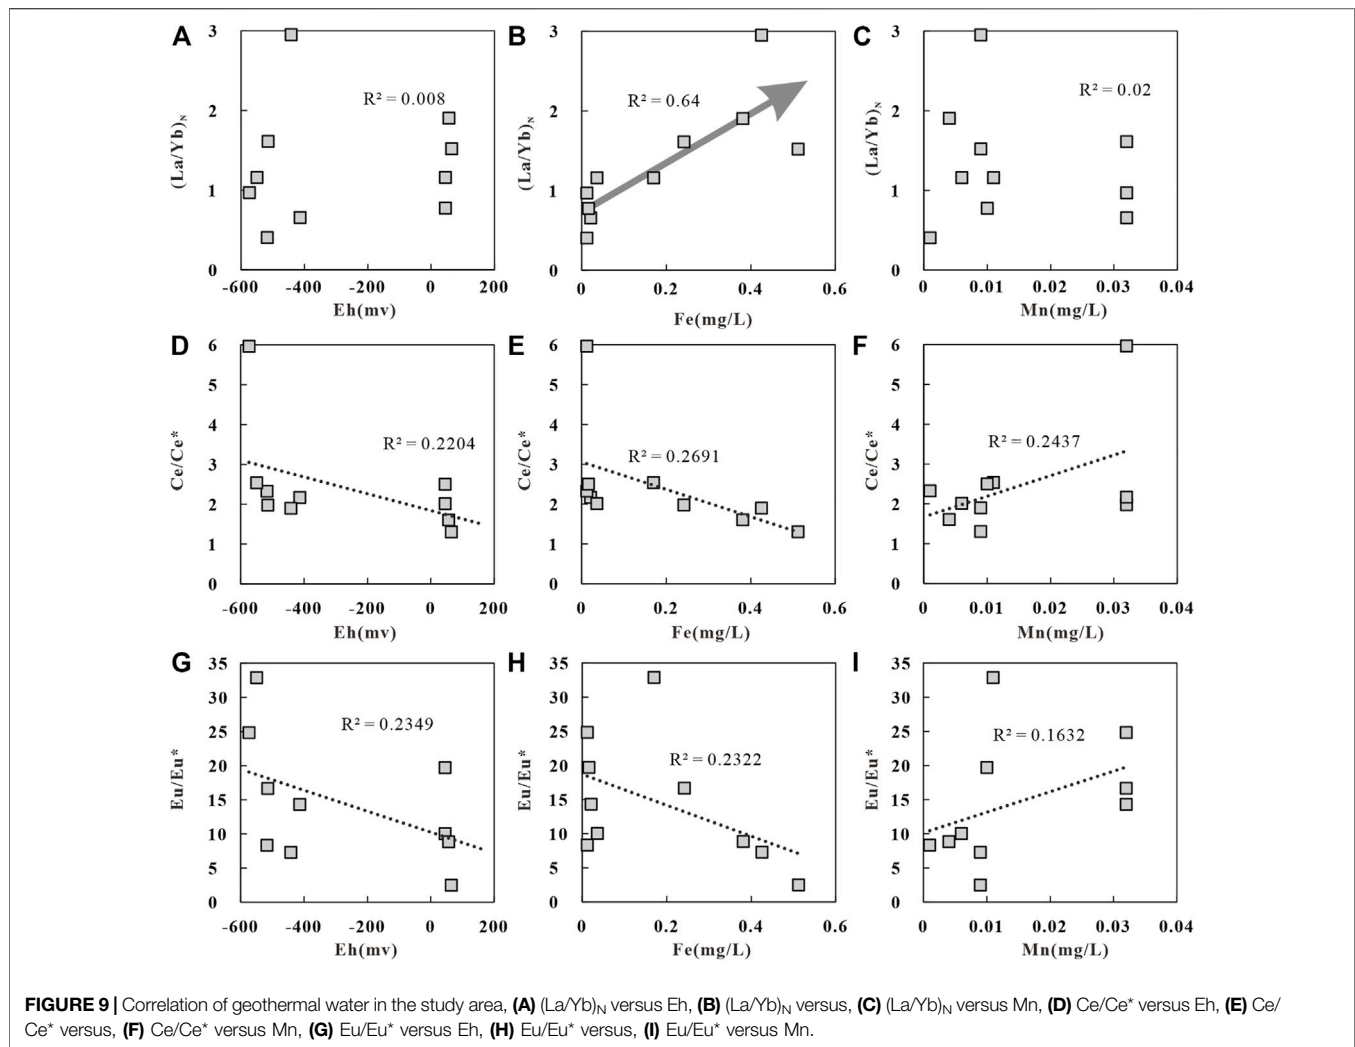 A
3
2
1
0
(La/Yb)N
R² = 0.008
-600 -400 -200 0 200
Eh(mv)
B
3
2
1
0
(La/Yb)N
R² = 0.64
0 0.2 0.4 0.6
Fe(mg/L)
C
3
2
1
0
(La/Yb)N
R² = 0.02
0 0.01 0.02 0.03 0.04
Mn(mg/L)
D
6
5
4
3
2
1
0
Ce/Ce*
R² = 0.2204
-600 -400 -200 0 200
Eh(mv)
E
6
5
4
3
2
1
0
Ce/Ce*
R² = 0.2691
0 0.2 0.4 0.6
Fe(mg/L)
F
6
5
4
3
2
1
0
Ce/Ce*
R² = 0.2437
0 0.01 0.02 0.03 0.04
Mn(mg/L)
G
35
30
25
20
15
10
5
0
Eu/Eu*
R² = 0.2349
-600 -400 -200 0 200
Eh(mv)
H
35
30
25
20
15
10
5
0
Eu/Eu*
R² = 0.2322
0 0.2 0.4 0.6
Fe(mg/L)
I
35
30
25
20
15
10
5
0
Eu/Eu*
R² = 0.1632
0 0.01 0.02 0.03 0.04
Mn(mg/L)
FIGURE 9 | Correlation of geothermal water in the study area, (A) (La/Yb)N versus Eh, (B) (La/Yb)N versus, (C) (La/Yb)N versus Mn, (D) Ce/Ce* versus Eh, (E) Ce/
Ce* versus, (F) Ce/Ce* versus Mn, (G) Eu/Eu* versus Eh, (H) Eu/Eu* versus, (I) Eu/Eu* versus Mn.